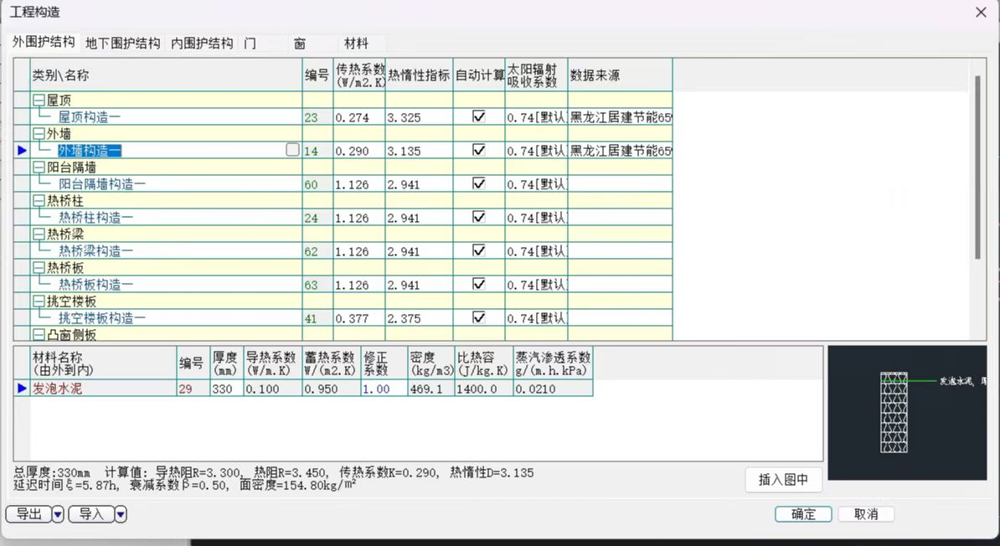 工程构造
外围护结构 地下围护结构 内围护结构 门 窗 材料
类别\名称 编号 传热系数 (W/m2.K) 热惰性指标 自动计算 太阳辐射 吸收系数 数据来源
屋顶
屋顶构造一 23 0.274 3.325 0.74[默认] 黑龙江居建节能65%
外墙
外墙构造一 14 0.290 3.135 0.74[默认] 黑龙江居建节能65%
阳台隔墙
阳台隔墙构造一 60 1.126 2.941 0.74[默认]
热桥柱
热桥柱构造一 24 1.126 2.941 0.74[默认]
热桥梁
热桥梁构造一 62 1.126 2.941 0.74[默认]
热桥板
热桥板构造一 63 1.126 2.941 0.74[默认]
挑空楼板
挑空楼板构造一 41 0.377 2.375 0.74[默认]
凸窗侧板
材料名称 (由外到内) 编号 厚度 (mm) 导热系数 (W/m.K) 蓄热系数 W/(m2.K) 修正 系数 密度 (kg/m3) 比热容 (J/kg.K) 蒸汽渗透系数 g/(m.h.kPa)
发泡水泥 29 330 0.100 0.950 1.00 469.1 1400.0 0.0210
发泡水泥,
总厚度:330mm 计算值: 导热阻R=3.300, 热阻R=3.450, 传热系数K=0.290, 热惰性D=3.135
延迟时间ξ=5.87h, 衰减系数β=0.50, 面密度=154.80kg/m²
插入图中
导出 导入 确定 取消